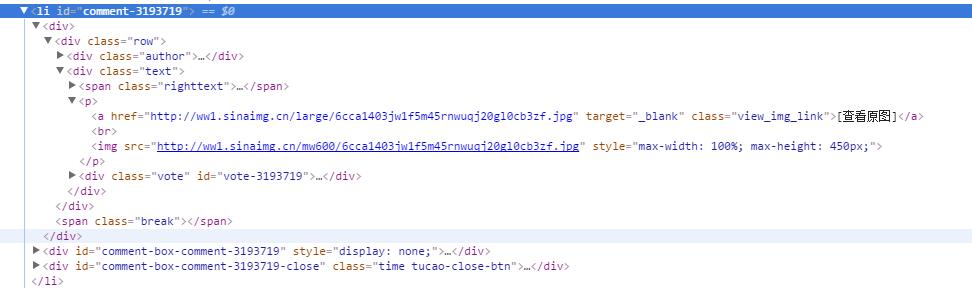 ▼<li id="comment-3193719"> == $0
▼<div>
▼<div class="row">
▶<div class="author">…</div>
▼<div class="text">
▶<span class="righttext">…</span>
▼<p>
<a href="http://ww1.sinaimg.cn/large/6cca1403jw1f5m45rnwuqj20gl0cb3zf.jpg" target="_blank" class="view_img_link">[查看原图]</a>
<br>
<img src="http://ww1.sinaimg.cn/mw600/6cca1403jw1f5m45rnwuqj20gl0cb3zf.jpg" style="max-width: 100%; max-height: 450px;">
</p>
▶<div class="vote" id="vote-3193719">…</div>
</div>
</div>
<span class="break"></span>
</div>
▶<div id="comment-box-comment-3193719" style="display: none;">…</div>
▶<div id="comment-box-comment-3193719-close" class="time tucao-close-btn">…</div>
</li>